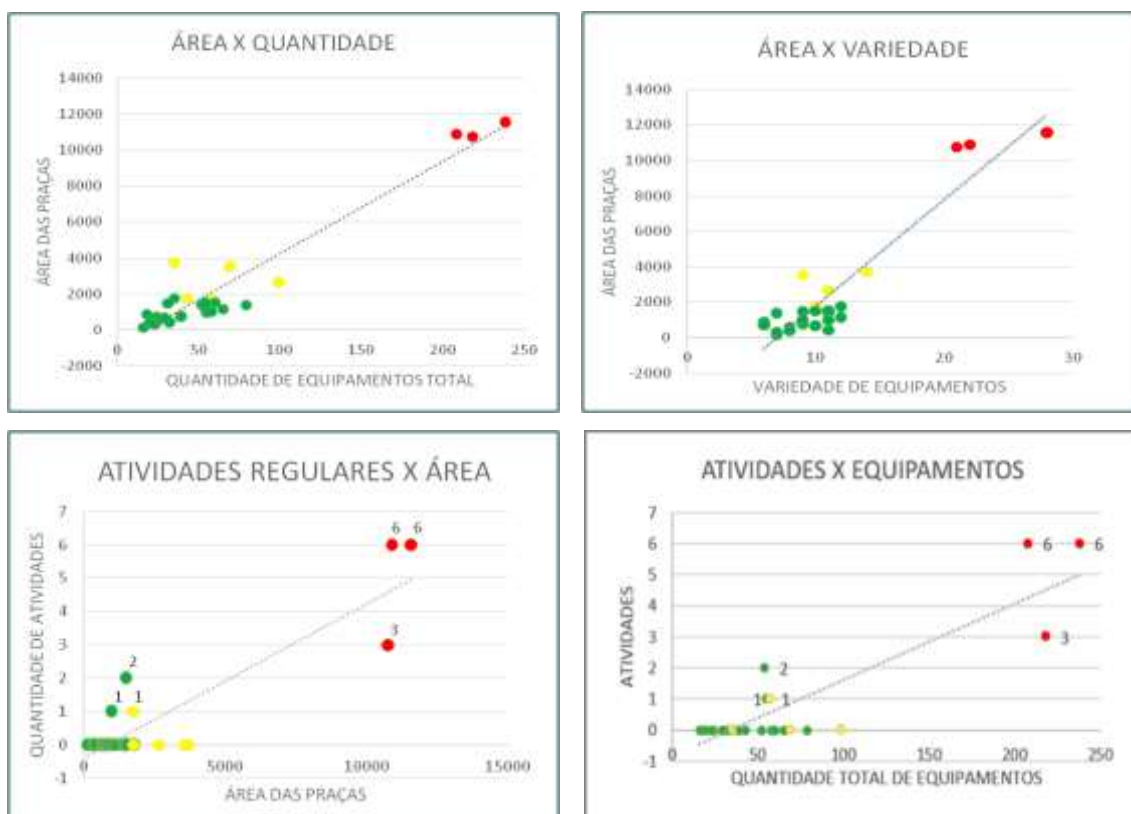 ÁREA X QUANTIDADE
14000
12000
10000
8000
6000
4000
2000
0
-2000
ÁREA DAS PRAÇAS
0 50 100 150 200 250
QUANTIDADE DE EQUIPAMENTOS TOTAL
ÁREA X VARIEDADE
14000
12000
10000
8000
6000
4000
2000
0
-2000
ÁREA DAS PRAÇAS
0 10 20 30
VARIEDADE DE EQUIPAMENTOS
ATIVIDADES REGULARES X ÁREA
7
6
5
4
3
2
1
0
-1
QUANTIDADE DE ATIVIDADES
6 6
3
2
1 1
0 5000 10000 15000
ÁREA DAS PRAÇAS
ATIVIDADES X EQUIPAMENTOS
7
6
5
4
3
2
1
0
-1
ATIVIDADES
6 6
3
2
1 1
0 50 100 150 200 250
QUANTIDADE TOTAL DE EQUIPAMENTOS